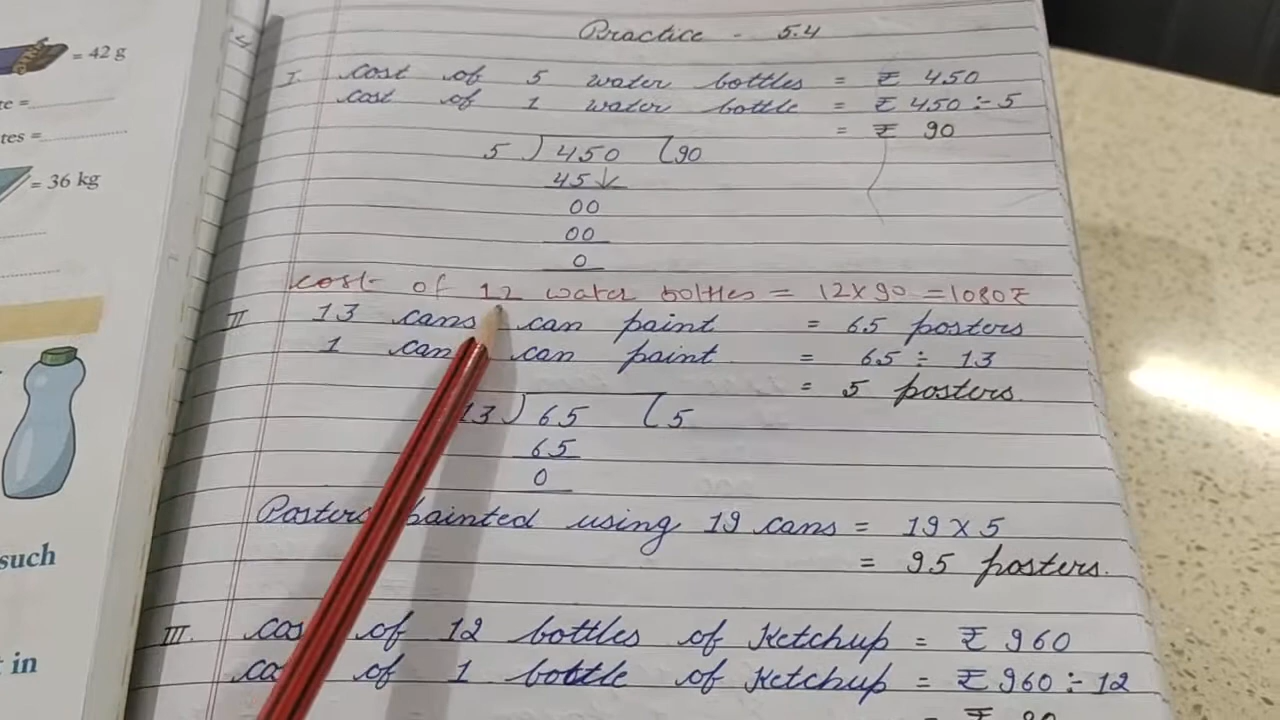 = 42 g
te =
tes =
= 36 kg
such
in
Practice - 5.4
I. cost of 5 water bottles = ₹ 450
cost of 1 water bottle = ₹ 450 ÷ 5
= ₹ 90
5 ) 450 ( 90
45 ↓
00
00
0
cost of 12 water bottles = 12 x 90 = 1080 ₹
II 13 cans can paint = 65 posters
1 can can paint = 65 ÷ 13
= 5 posters.
13 ) 65 ( 5
65
0
Posters painted using 19 cans = 19 x 5
= 95 posters.
III. cost of 12 bottles of Ketchup = ₹ 960
of 1 bottle of Ketchup = ₹ 960 ÷ 12